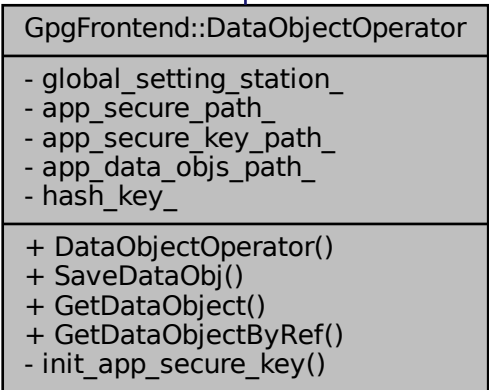 GpgFrontend::DataObjectOperator
- global_setting_station_
- app_secure_path_
- app_secure_key_path_
- app_data_objs_path_
- hash_key_
+ DataObjectOperator()
+ SaveDataObj()
+ GetDataObject()
+ GetDataObjectByRef()
- init_app_secure_key()